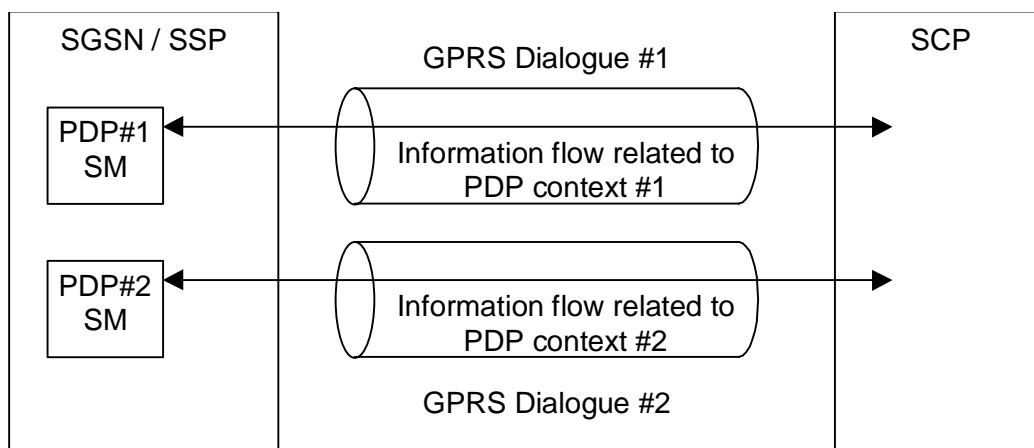 SGSN / SSP
SCP
GPRS Dialogue #1
PDP#1
SM
Information flow related to
PDP context #1
PDP#2
SM
Information flow related to
PDP context #2
GPRS Dialogue #2